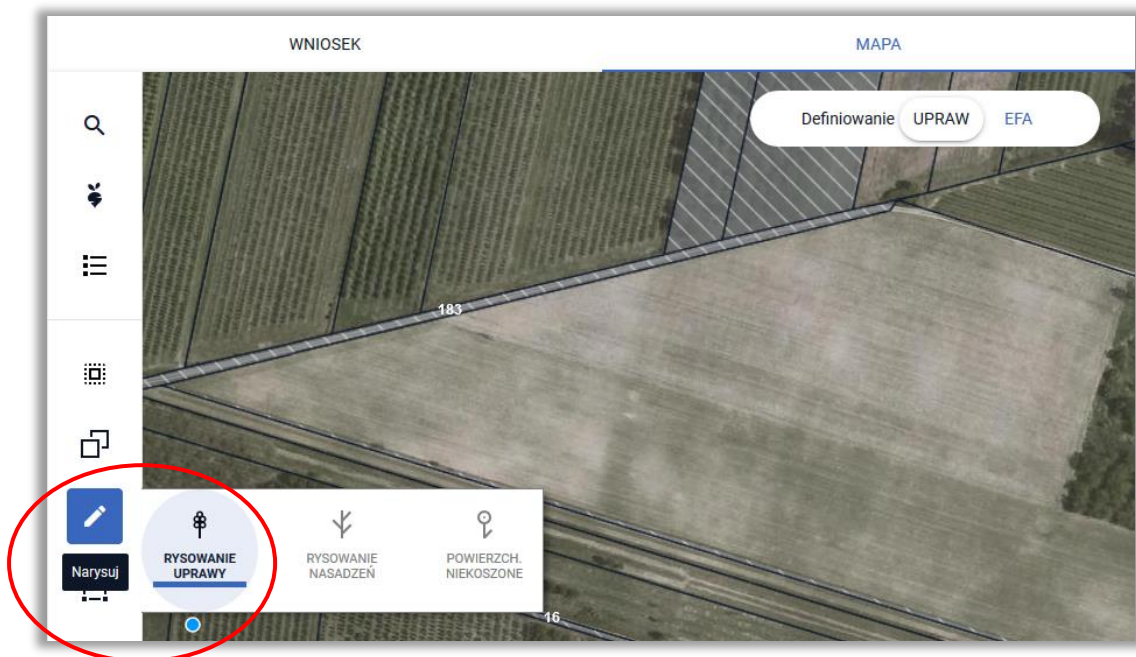 WNIOSEK
MAPA
Definiowanie UPRAW EFA
183
RYSOWANIE
UPRAWY
RYSOWANIE
NASADZEŃ
POWIERZCH.
NIEKOSZONE
Narysuj
16